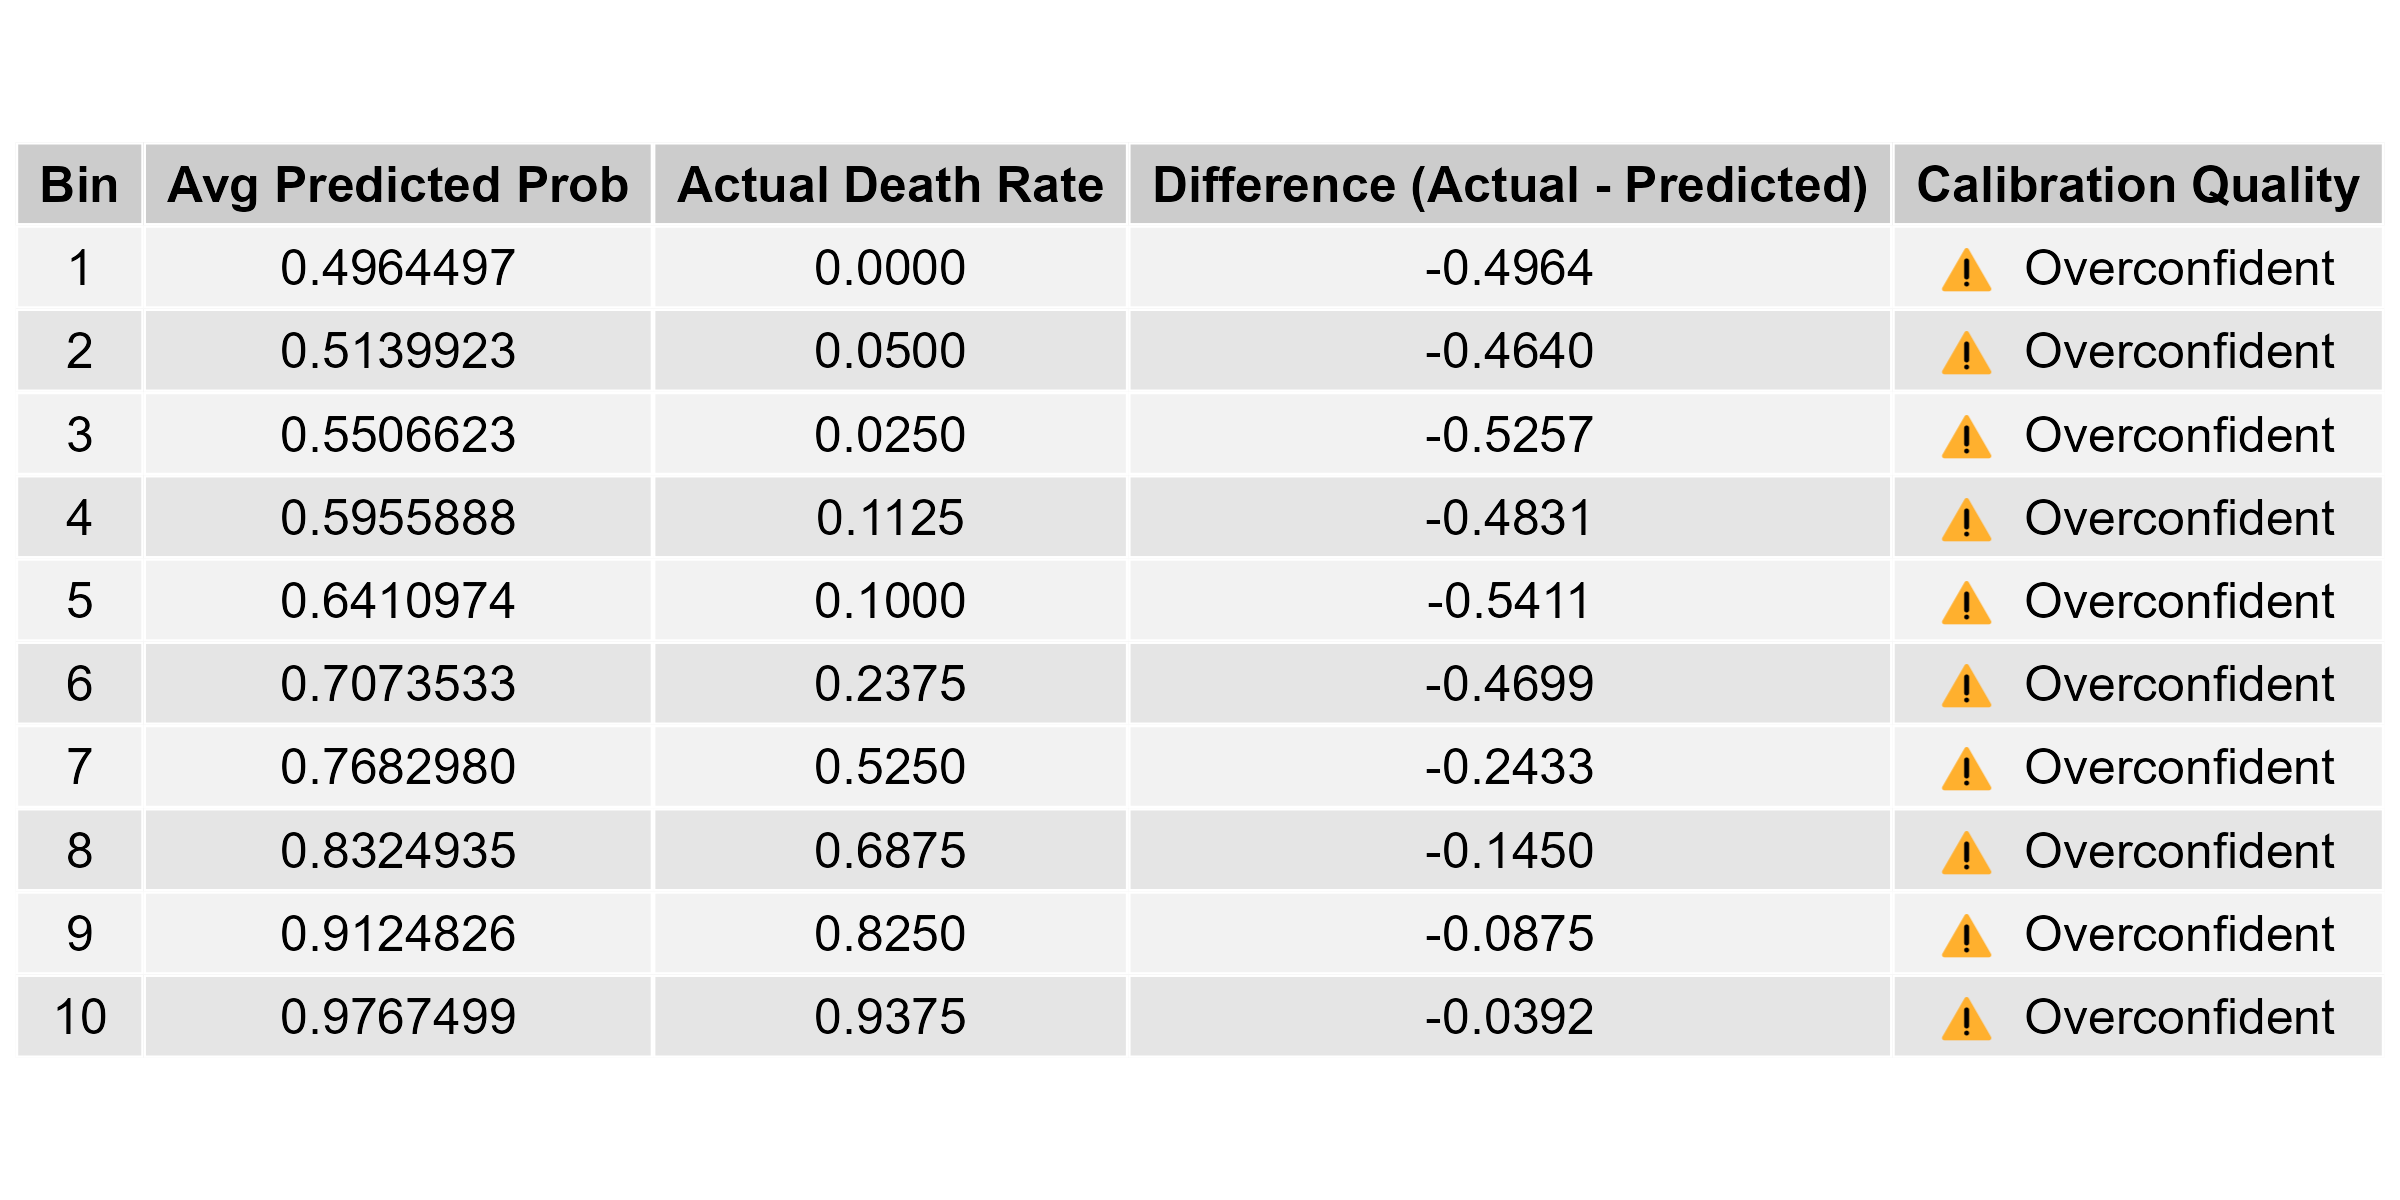 Bin Avg Predicted Prob Actual Death Rate Difference (Actual - Predicted) Calibration Quality
1 0.4964497 0.0000 -0.4964 ⚠ Overconfident
2 0.5139923 0.0500 -0.4640 ⚠ Overconfident
3 0.5506623 0.0250 -0.5257 ⚠ Overconfident
4 0.5955888 0.1125 -0.4831 ⚠ Overconfident
5 0.6410974 0.1000 -0.5411 ⚠ Overconfident
6 0.7073533 0.2375 -0.4699 ⚠ Overconfident
7 0.7682980 0.5250 -0.2433 ⚠ Overconfident
8 0.8324935 0.6875 -0.1450 ⚠ Overconfident
9 0.9124826 0.8250 -0.0875 ⚠ Overconfident
10 0.9767499 0.9375 -0.0392 ⚠ Overconfident